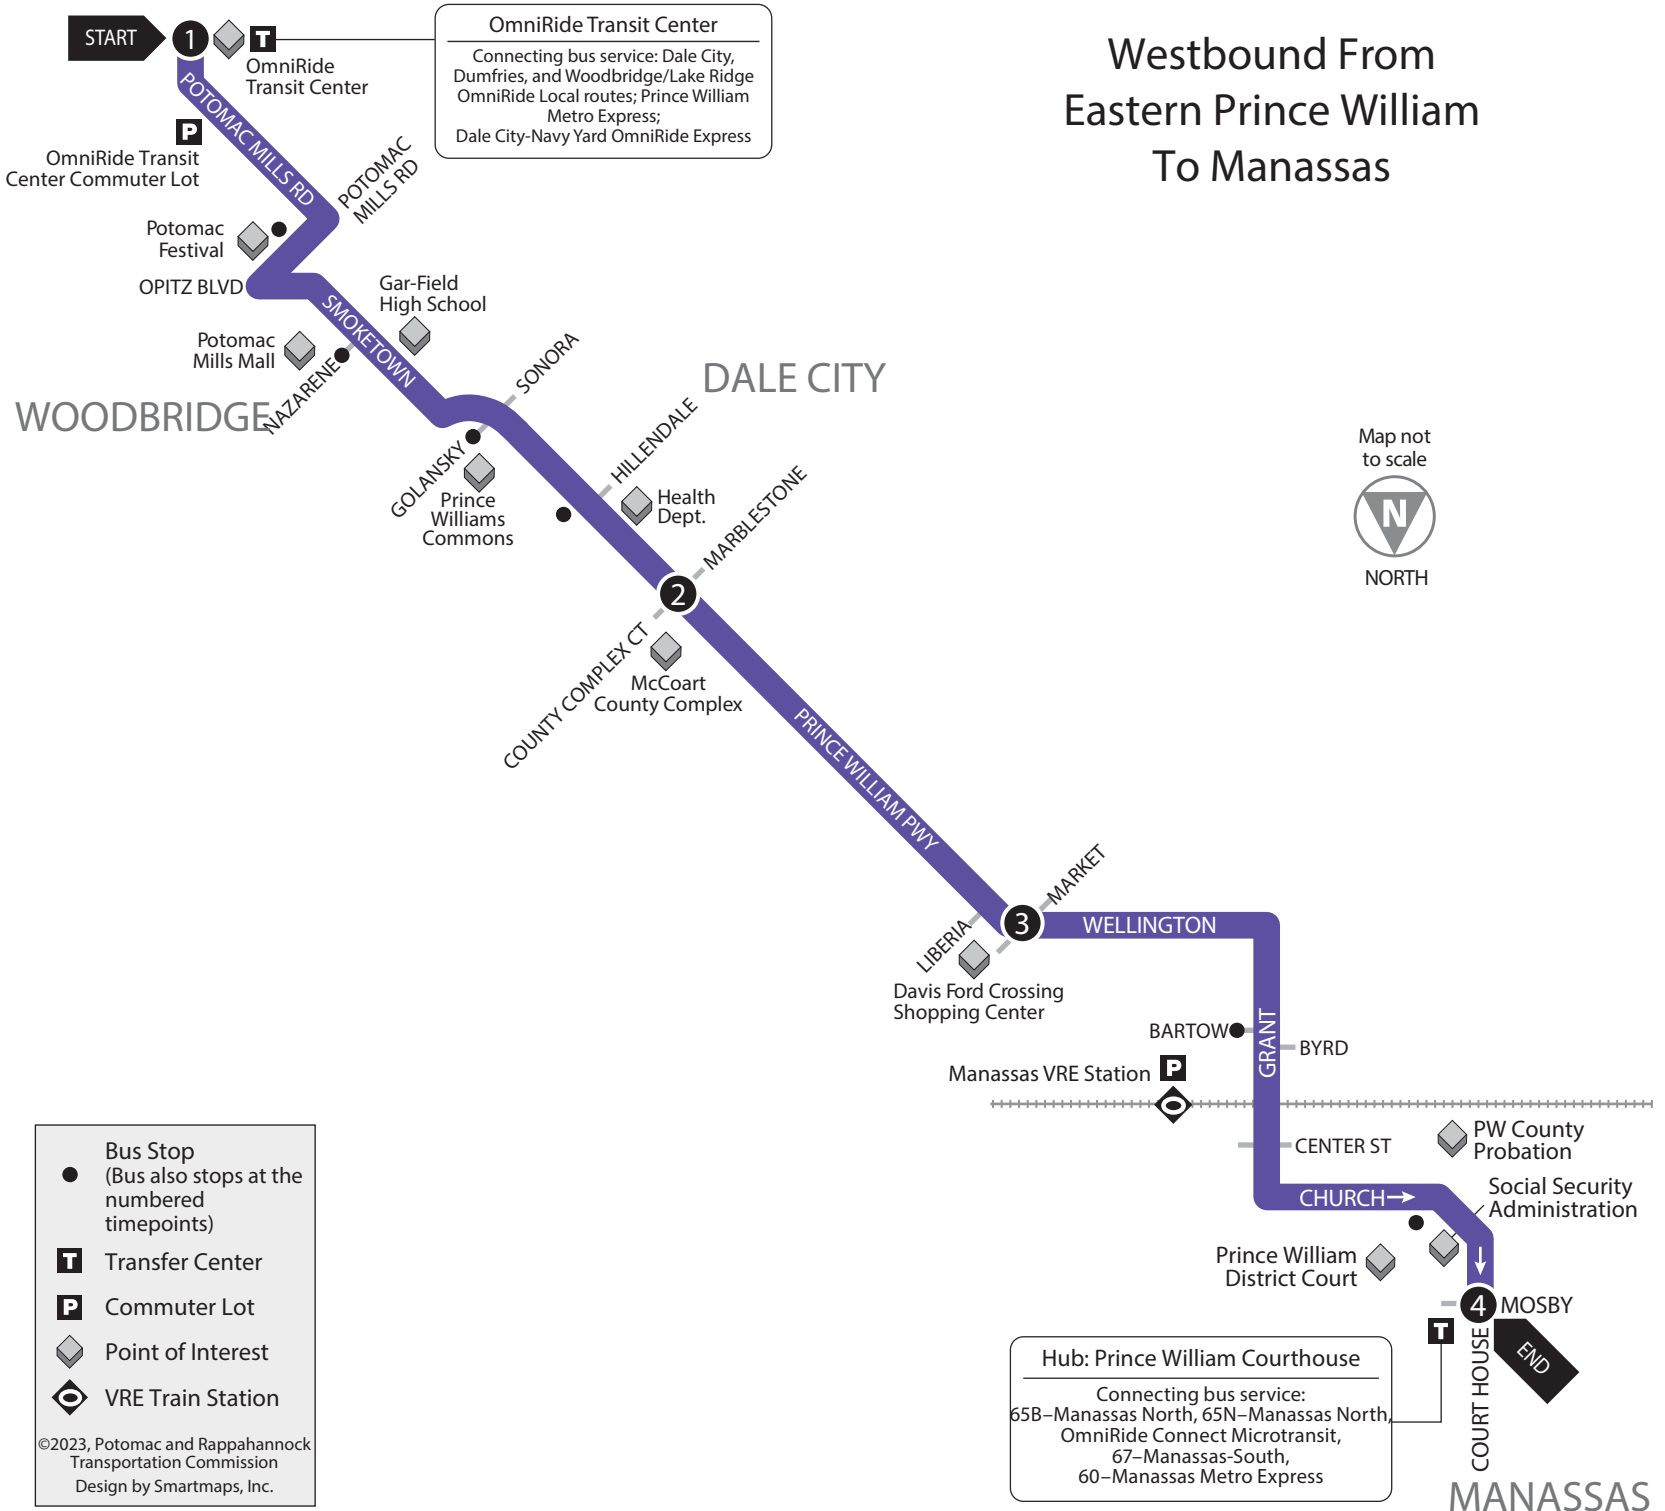 START
1
T
OmniRide
Transit Center
OmniRide Transit Center
Connecting bus service: Dale City,
Dumfries, and Woodbridge/Lake Ridge
OmniRide Local routes; Prince William
Metro Express;
Dale City-Navy Yard OmniRide Express
Westbound From
Eastern Prince William
To Manassas
POTOMAC MILLS RD
P
OmniRide Transit
Center Commuter Lot
POTOMAC
MILLS RD
Potomac
Festival
OPITZ BLVD
Gar-Field
High School
SMOKETOWN
Potomac
Mills Mall
NAZARENE
WOODBRIDGE
SONORA
DALE CITY
GOLANSKY
Prince
Williams
Commons
HILLENDALE
Health
Dept.
MARBLESTONE
2
COUNTY COMPLEX CT
McCoart
County Complex
Map not
to scale
N
NORTH
PRINCE WILLIAM PWY
MARKET
3
WELLINGTON
LIBERIA
Davis Ford Crossing
Shopping Center
GRANT
BARTOW
BYRD
Manassas VRE Station
P
CENTER ST
PW County
Probation
CHURCH
Social Security
Administration
Prince William
District Court
4
MOSBY
T
COURT HOUSE
END
Hub: Prince William Courthouse
Connecting bus service:
65B–Manassas North, 65N–Manassas North,
OmniRide Connect Microtransit,
67–Manassas-South,
60–Manassas Metro Express
MANASSAS
Bus Stop
(Bus also stops at the
numbered
timepoints)
T
Transfer Center
P
Commuter Lot
Point of Interest
VRE Train Station
©2023, Potomac and Rappahannock
Transportation Commission
Design by Smartmaps, Inc.